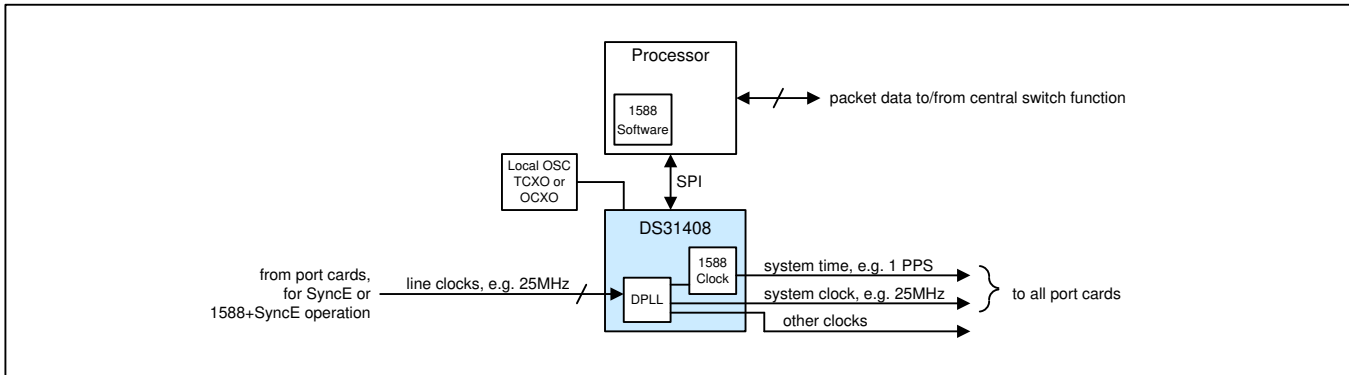 Processor
1588
Software
packet data to/from central switch function
Local OSC
TCXO or
OCXO
SPI
DS31408
1588
Clock
system time, e.g. 1 PPS
from port cards,
for SyncE or
1588+SyncE operation
line clocks, e.g. 25MHz
DPLL
system clock, e.g. 25MHz
to all port cards
other clocks